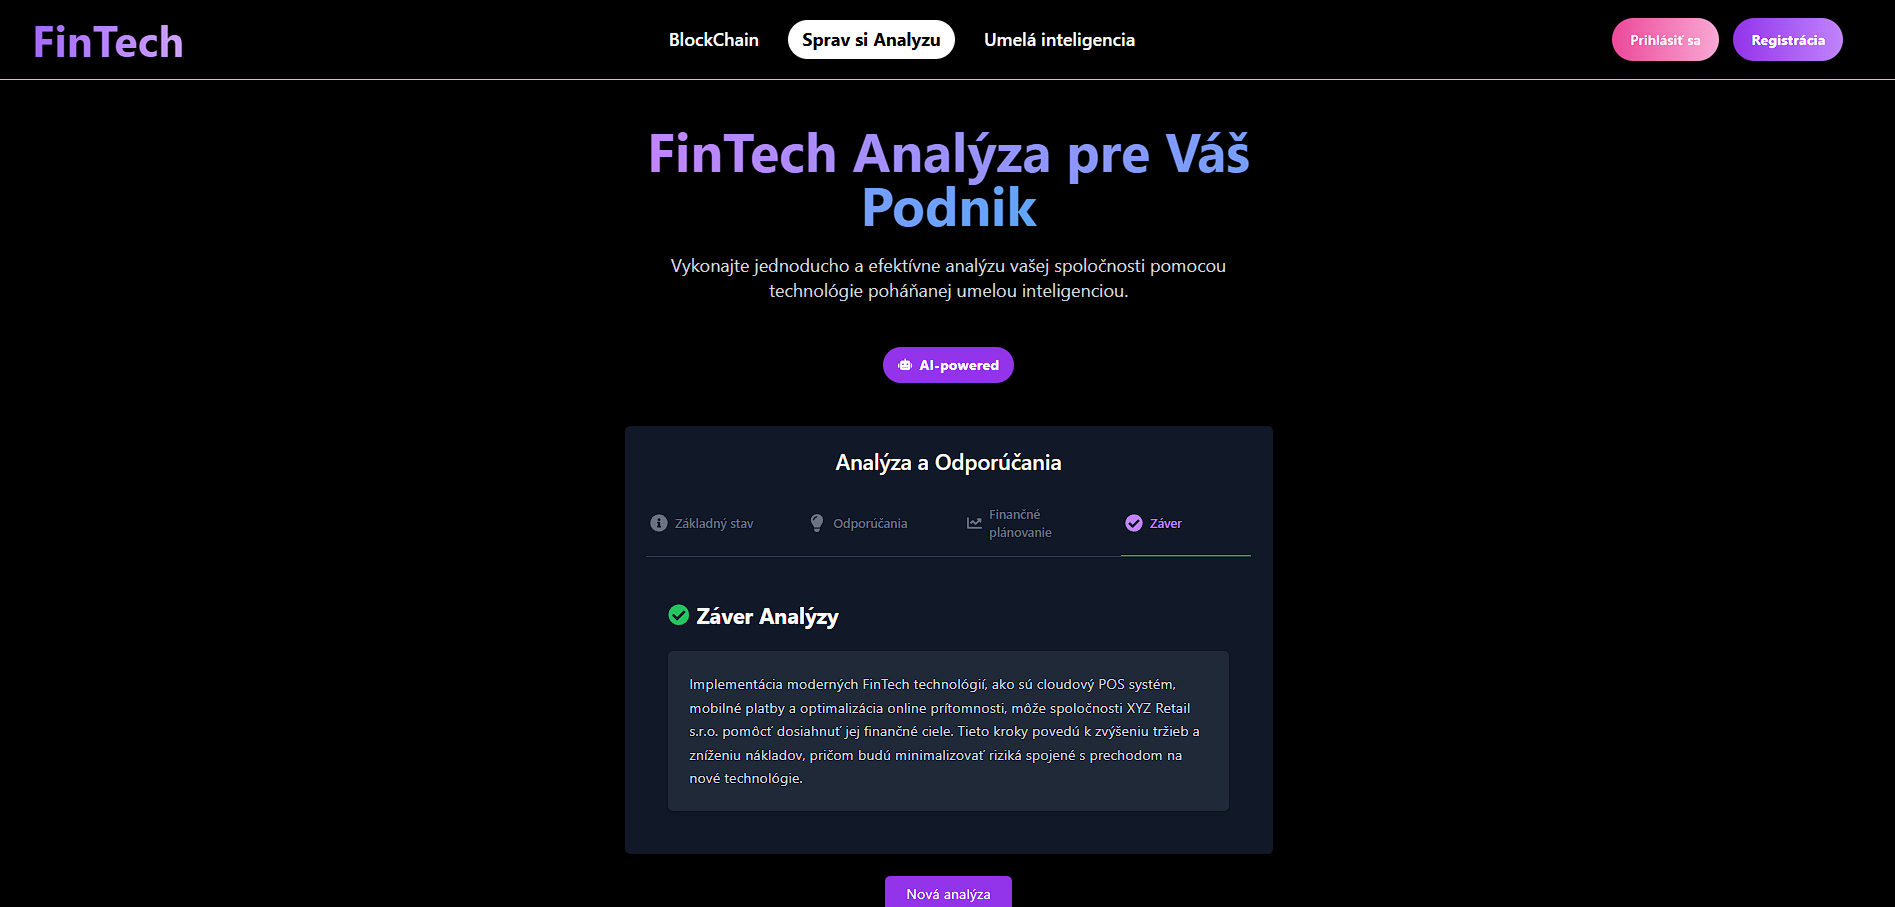 FinTech
BlockChain
Sprav si Analyzu
Umelá inteligencia
Prihlásiť sa
Registrácia
FinTech Analýza pre Váš
Podnik
Vykonajte jednoducho a efektívne analýzu vašej spoločnosti pomocou
technológie poháňanej umelou inteligenciou.
AI-powered
Analýza a Odporúčania
Základný stav
Odporúčania
Finančné
plánovanie
Záver
Záver Analýzy
Implementácia moderných FinTech technológií, ako sú cloudový POS systém,
mobilné platby a optimalizácia online prítomnosti, môže spoločnosti XYZ Retail
s.r.o. pomôcť dosiahnuť jej finančné ciele. Tieto kroky povedú k zvýšeniu tržieb a
zníženiu nákladov, pričom budú minimalizovať riziká spojené s prechodom na
nové technológie.
Nová analýza